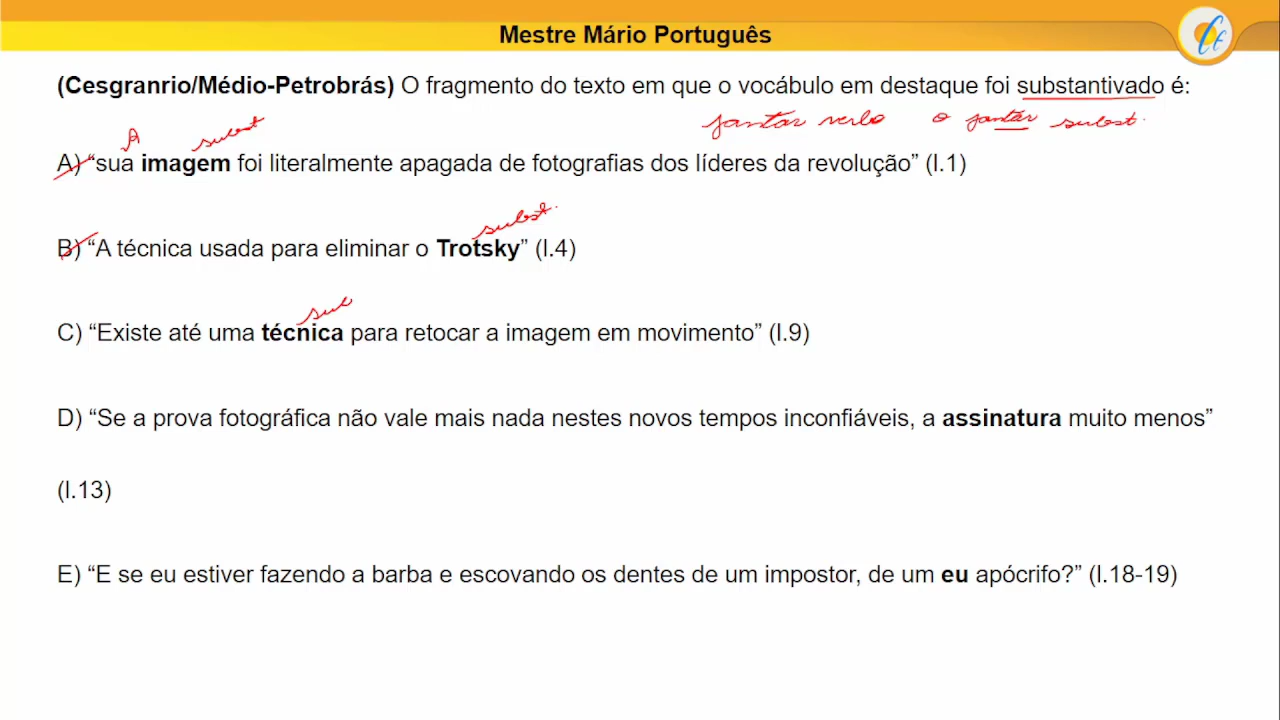 Mestre Mário Português
(Cesgranrio/Médio-Petrobrás) O fragmento do texto em que o vocábulo em destaque foi substantivado é:
jantar verbo o jantar subst.
A subst
A) “sua imagem foi literalmente apagada de fotografias dos líderes da revolução” (l.1)
subst.
B) “A técnica usada para eliminar o Trotsky” (l.4)
sub
C) “Existe até uma técnica para retocar a imagem em movimento” (l.9)
D) “Se a prova fotográfica não vale mais nada nestes novos tempos inconfiáveis, a assinatura muito menos”
(l.13)
E) “E se eu estiver fazendo a barba e escovando os dentes de um impostor, de um eu apócrifo?” (l.18-19)